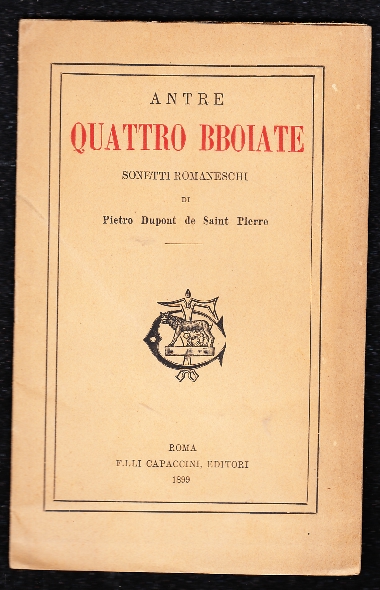 ANTRE
QUATTRO BBOIATE
SONETTI ROMANESCHI
DI
Pietro Dupont de Saint Pierre
ROMA
F.LLI CAPACCINI, EDITORI
1899